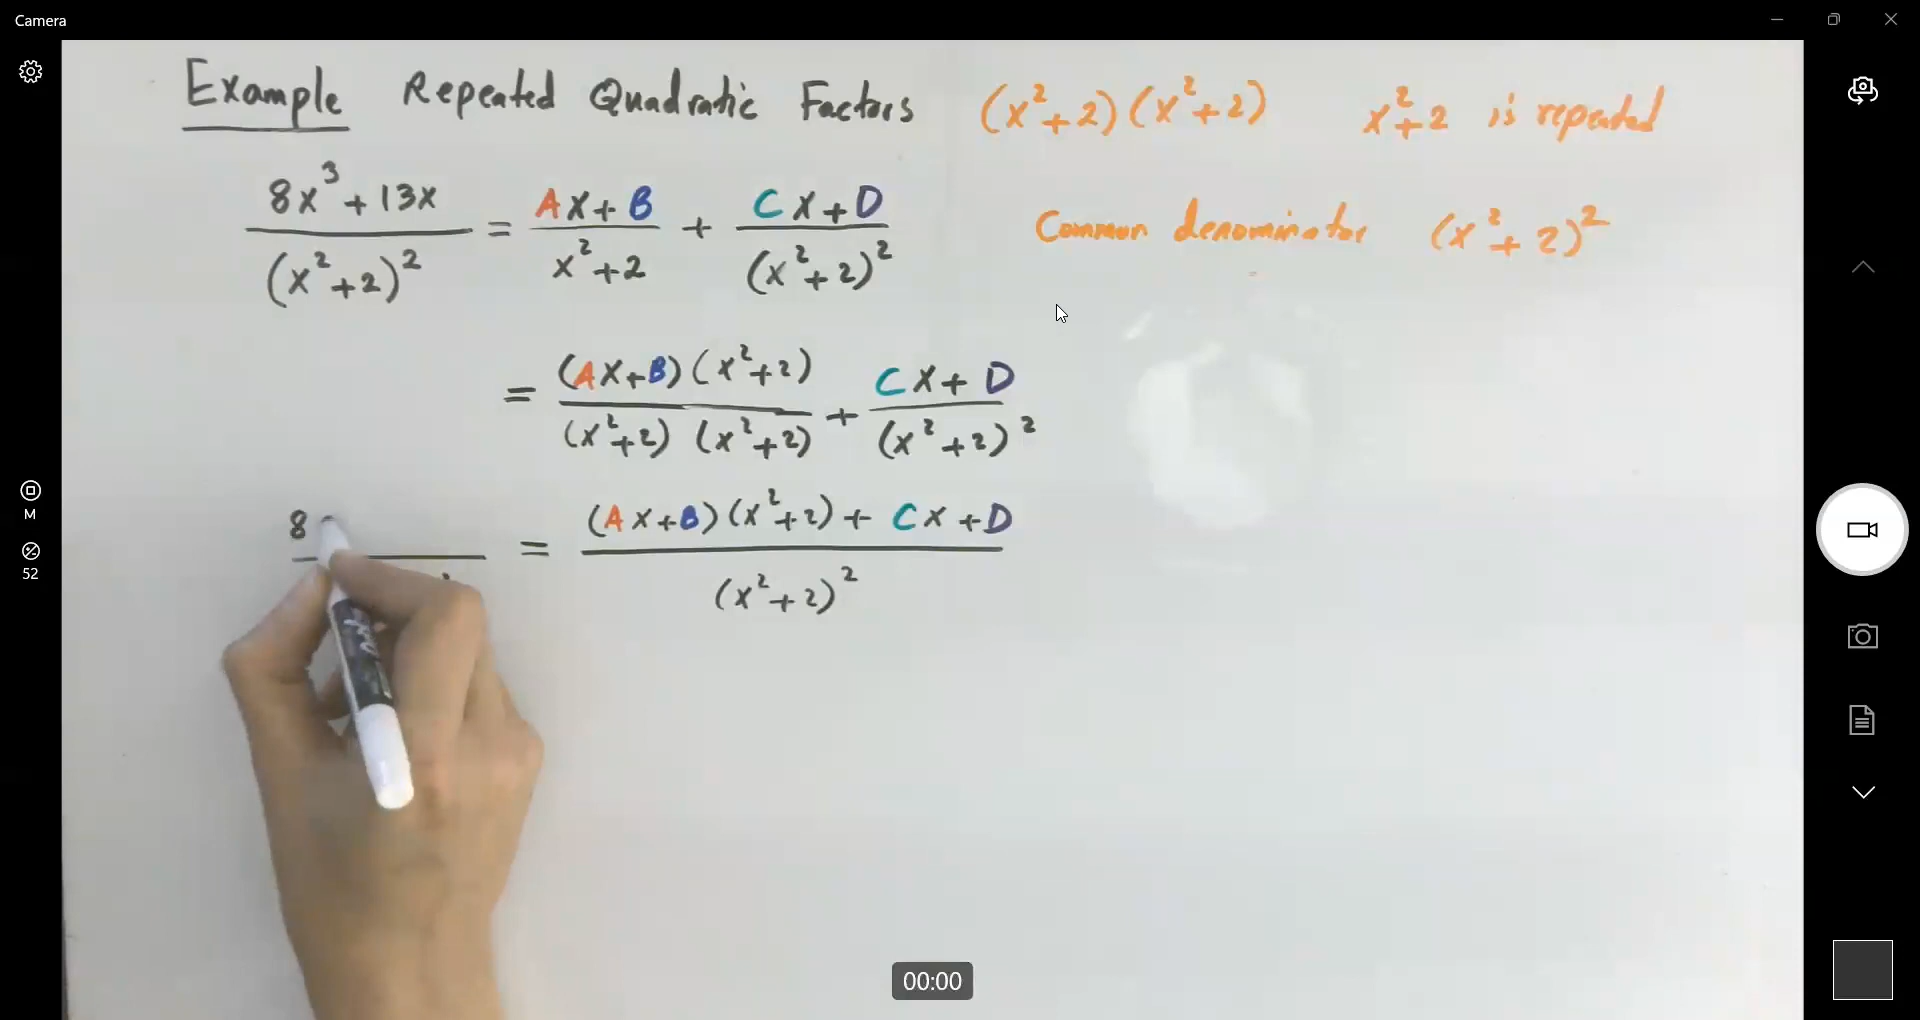 Camera
Example Repeated Quadratic Factors (x²+2)(x²+2) x²+2 is repeated
8x³+13x / (x²+2)² = Ax+B / x²+2 + Cx+D / (x²+2)²
Common denominator (x²+2)²
= (Ax+B)(x²+2) / (x²+2)(x²+2) + Cx+D / (x²+2)²
8 = (Ax+B)(x²+2)+Cx+D / (x²+2)²
M
52
00:00